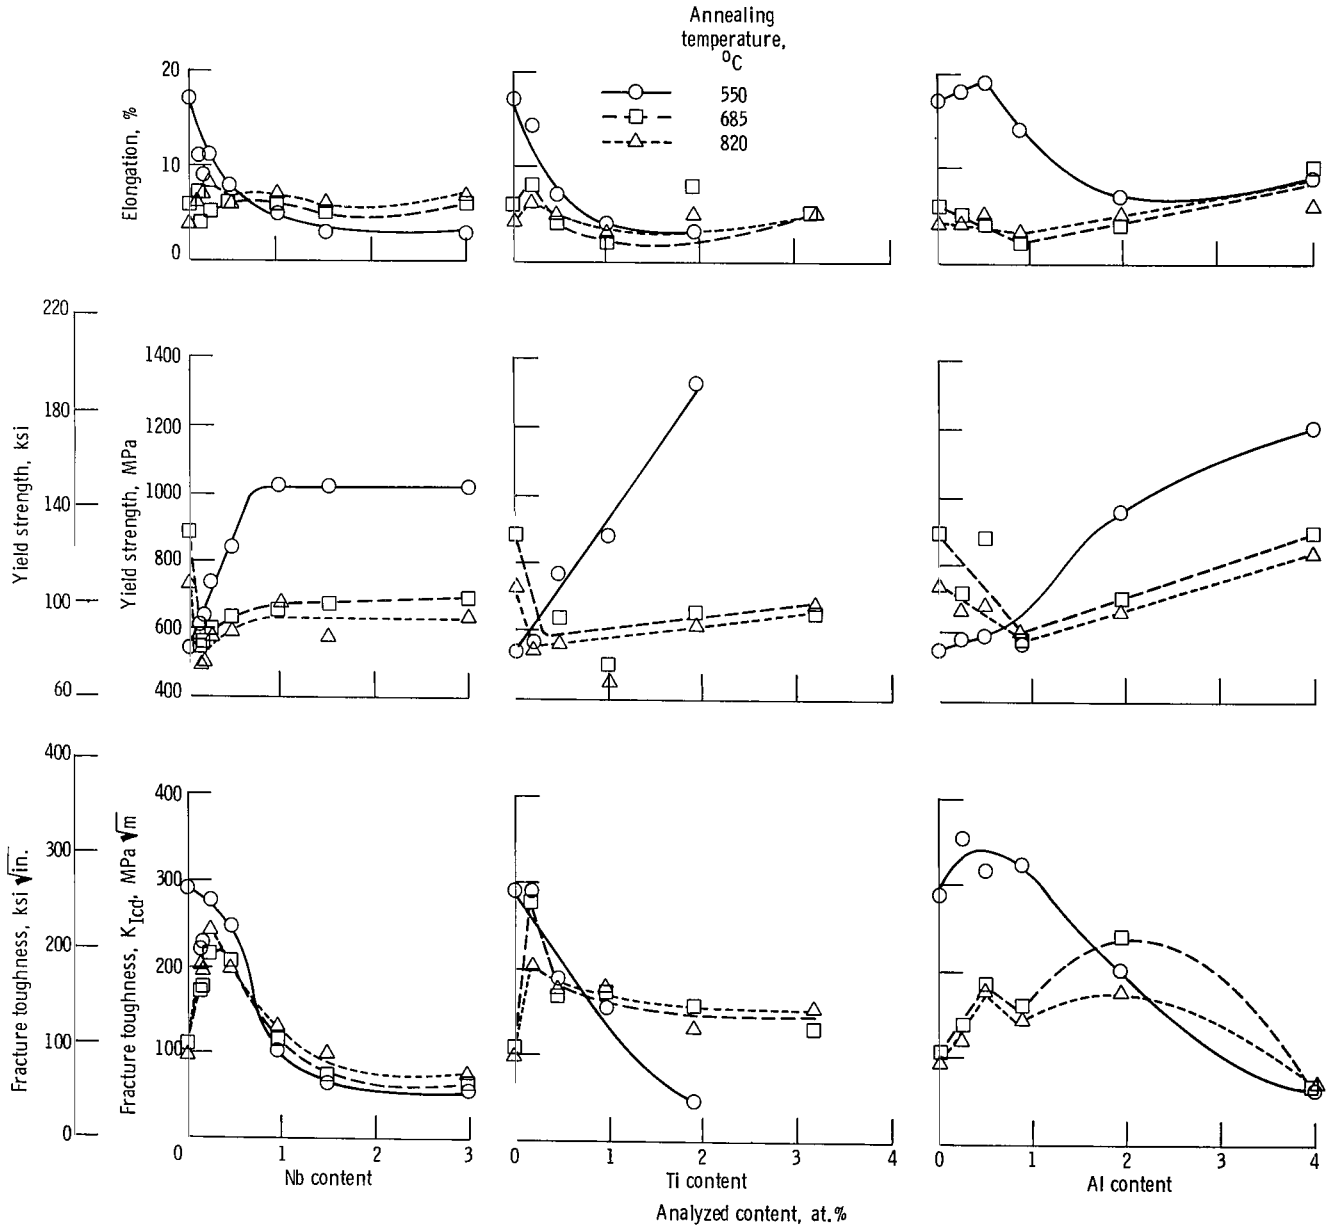 Annealing
temperature,
°C
550
685
820
20
10
0
Elongation, %
220
180
140
100
60
Yield strength, ksi
1400
1200
1000
800
600
400
Yield strength, MPa
400
300
200
100
0
Fracture toughness, ksi √in.
400
300
200
100
0
Fracture toughness, KIcd, MPa √m
1 2 3
Nb content
0 1 2 3 4
Ti content
0 1 2 3 4
Al content
Analyzed content, at.%